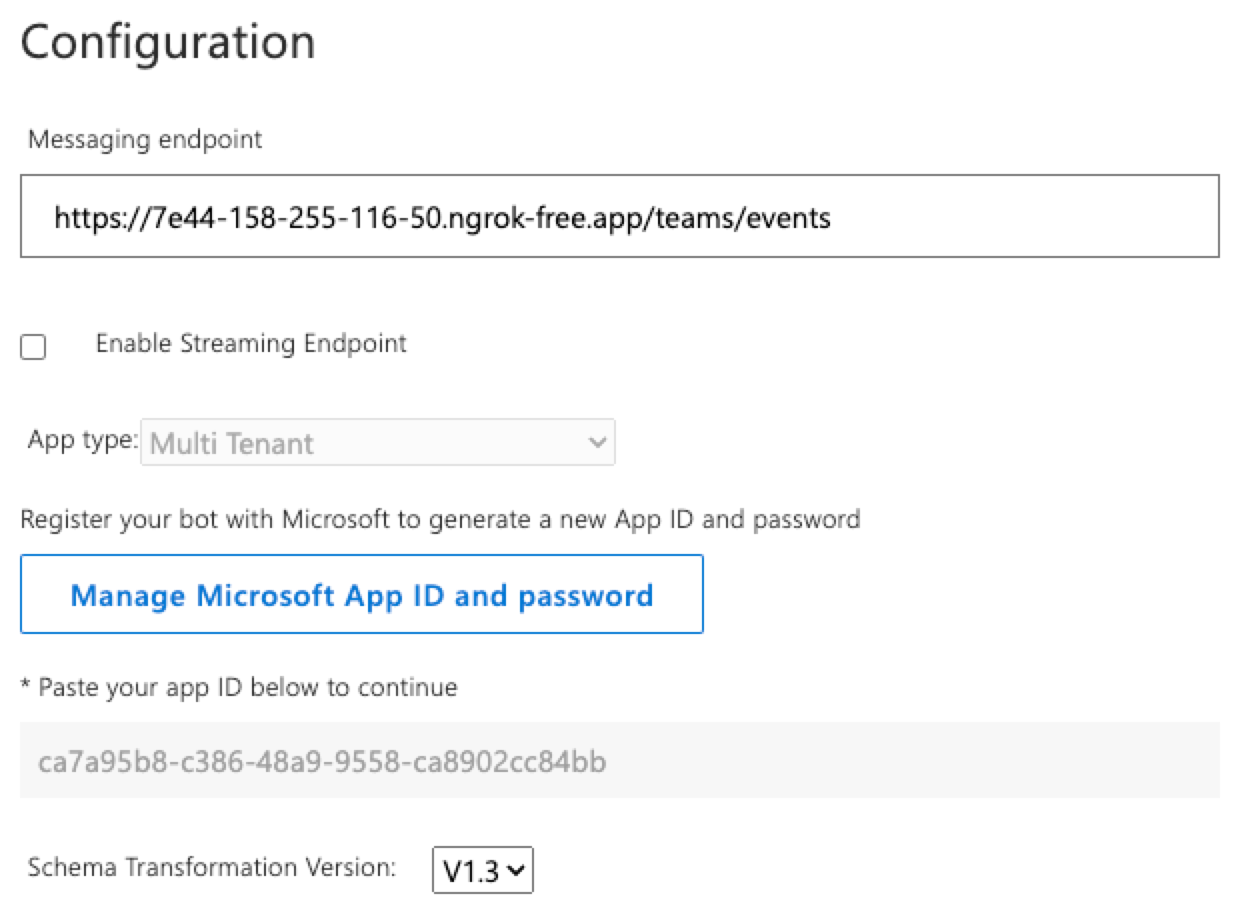 Configuration
Messaging endpoint
https://7e44-158-255-116-50.ngrok-free.app/teams/events
Enable Streaming Endpoint
App type: Multi Tenant
Register your bot with Microsoft to generate a new App ID and password
Manage Microsoft App ID and password
* Paste your app ID below to continue
ca7a95b8-c386-48a9-9558-ca8902cc84bb
Schema Transformation Version: V1.3